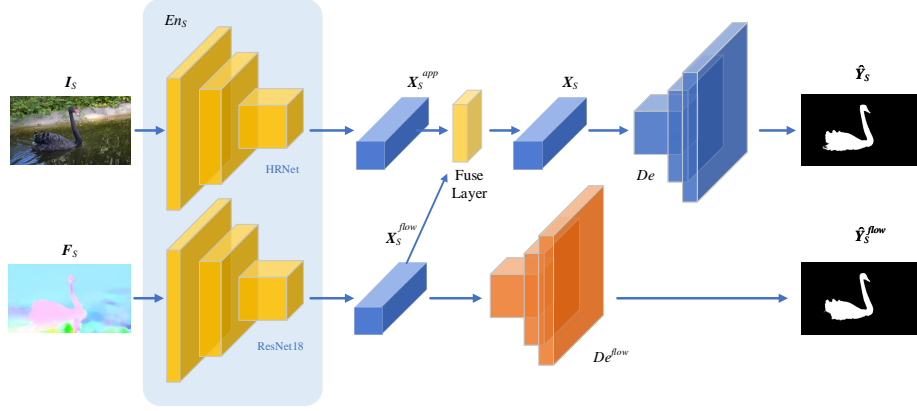 En_S
I_S
X_S^{app}
X_S
Ŷ_S
HRNet
Fuse
Layer
De
F_S
X_S^{flow}
Ŷ_S^{flow}
ResNet18
De^{flow}